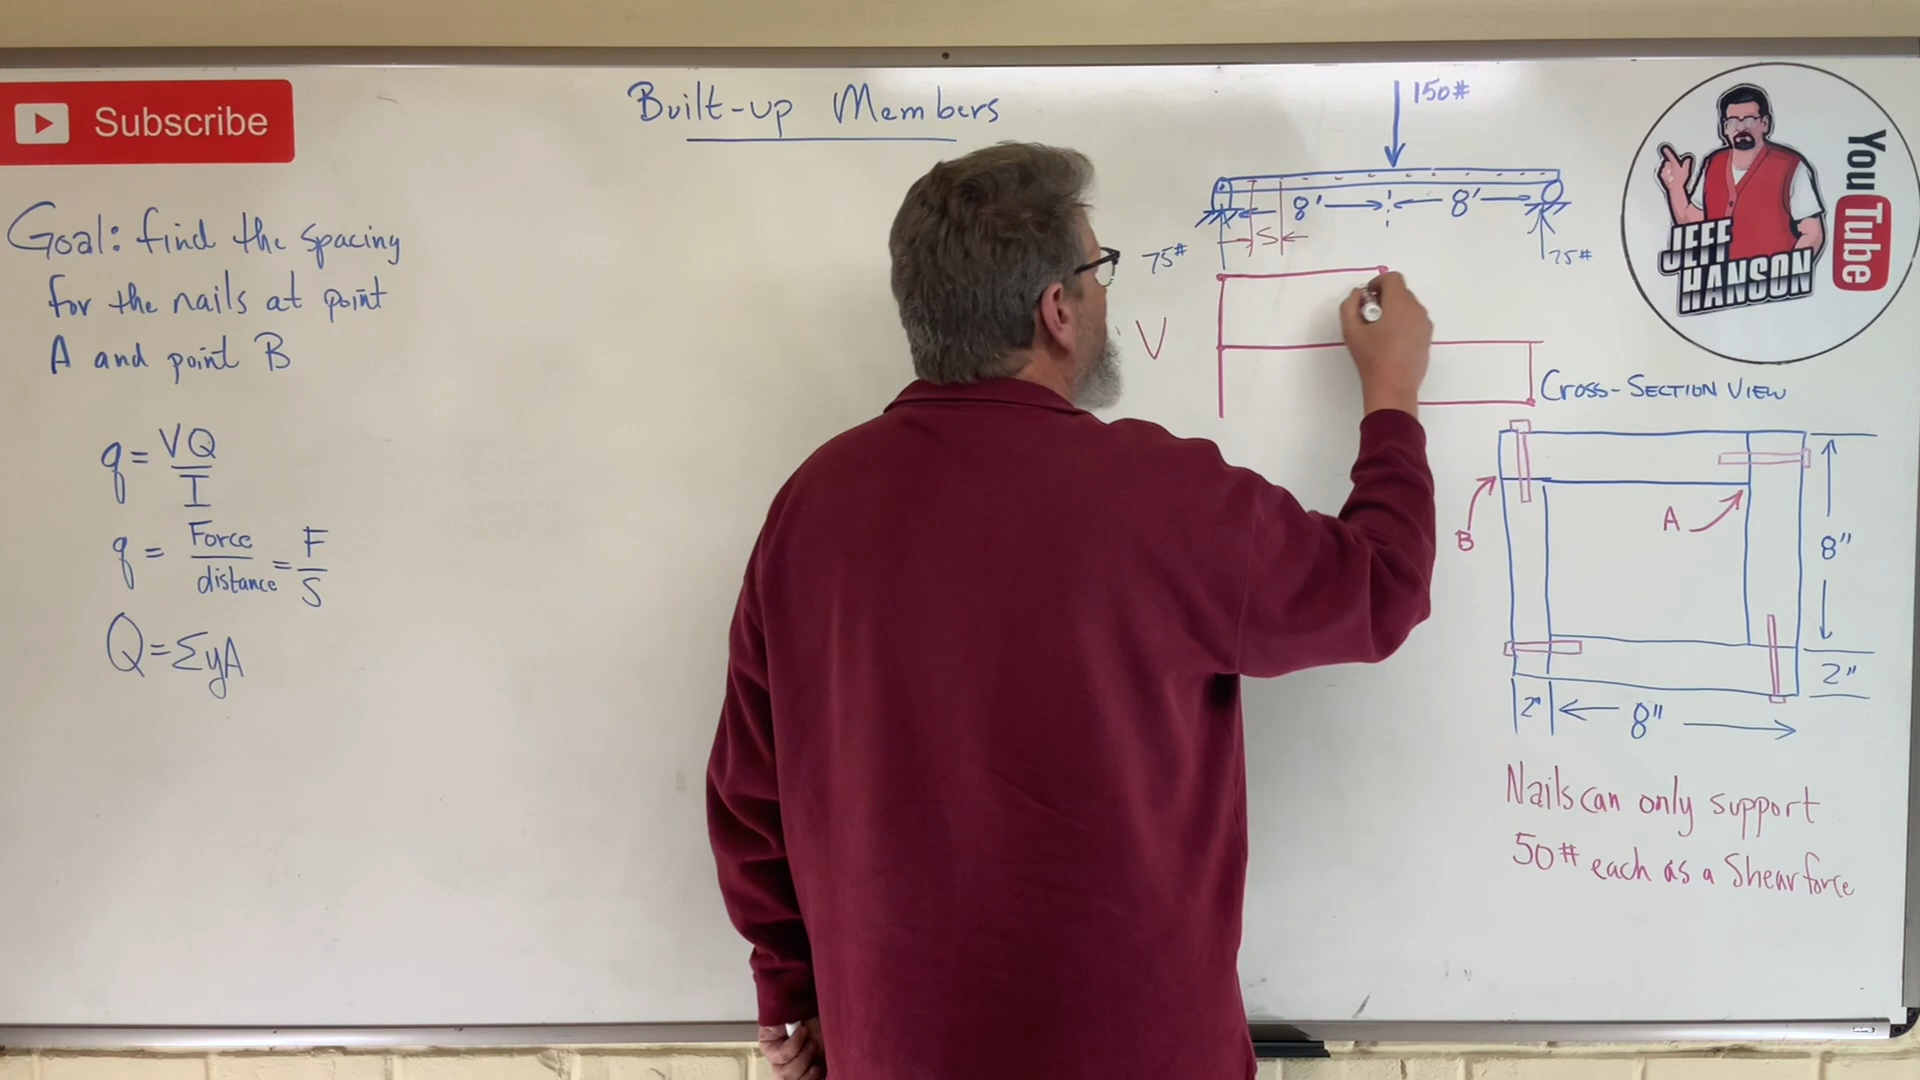 Subscribe
Built-up Members
150#
8'
8'
S
75#
75#
V
Goal: find the spacing
for the nails at point
A and point B
q = VQ / I
q = Force / distance = F / S
Q = ΣyA
Cross-Section View
B
A
8"
2"
2"
8"
Nails can only support
50# each as a Shear force
JEFF
HANSON
YouTube